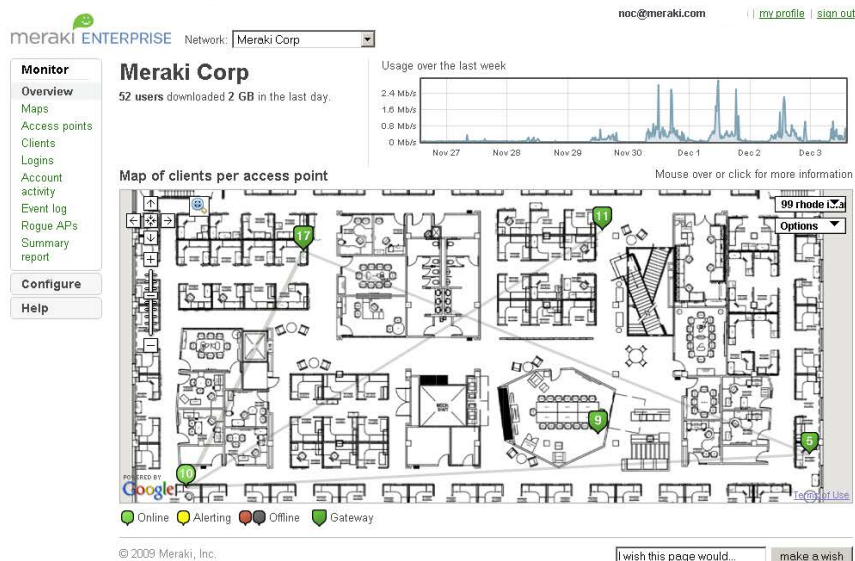 noc@meraki.com | my profile | sign out
meraki ENTERPRISE Network: Meraki Corp
Monitor
Overview
Maps
Access points
Clients
Logins
Account
activity
Event log
Rogue APs
Summary
report
Configure
Help
Meraki Corp
52 users downloaded 2 GB in the last day.
Usage over the last week
2.4 Mb/s
1.6 Mb/s
0.8 Mb/s
0 Mb/s
Nov 27 Nov 28 Nov 29 Nov 30 Dec 1 Dec 2 Dec 3
Map of clients per access point
Mouse over or click for more information
99 rhode
Options
17
11
9
5
10
POWERED BY
Google
Terms of Use
Online Alerting Offline Gateway
© 2009 Meraki, Inc.
I wish this page would... make a wish